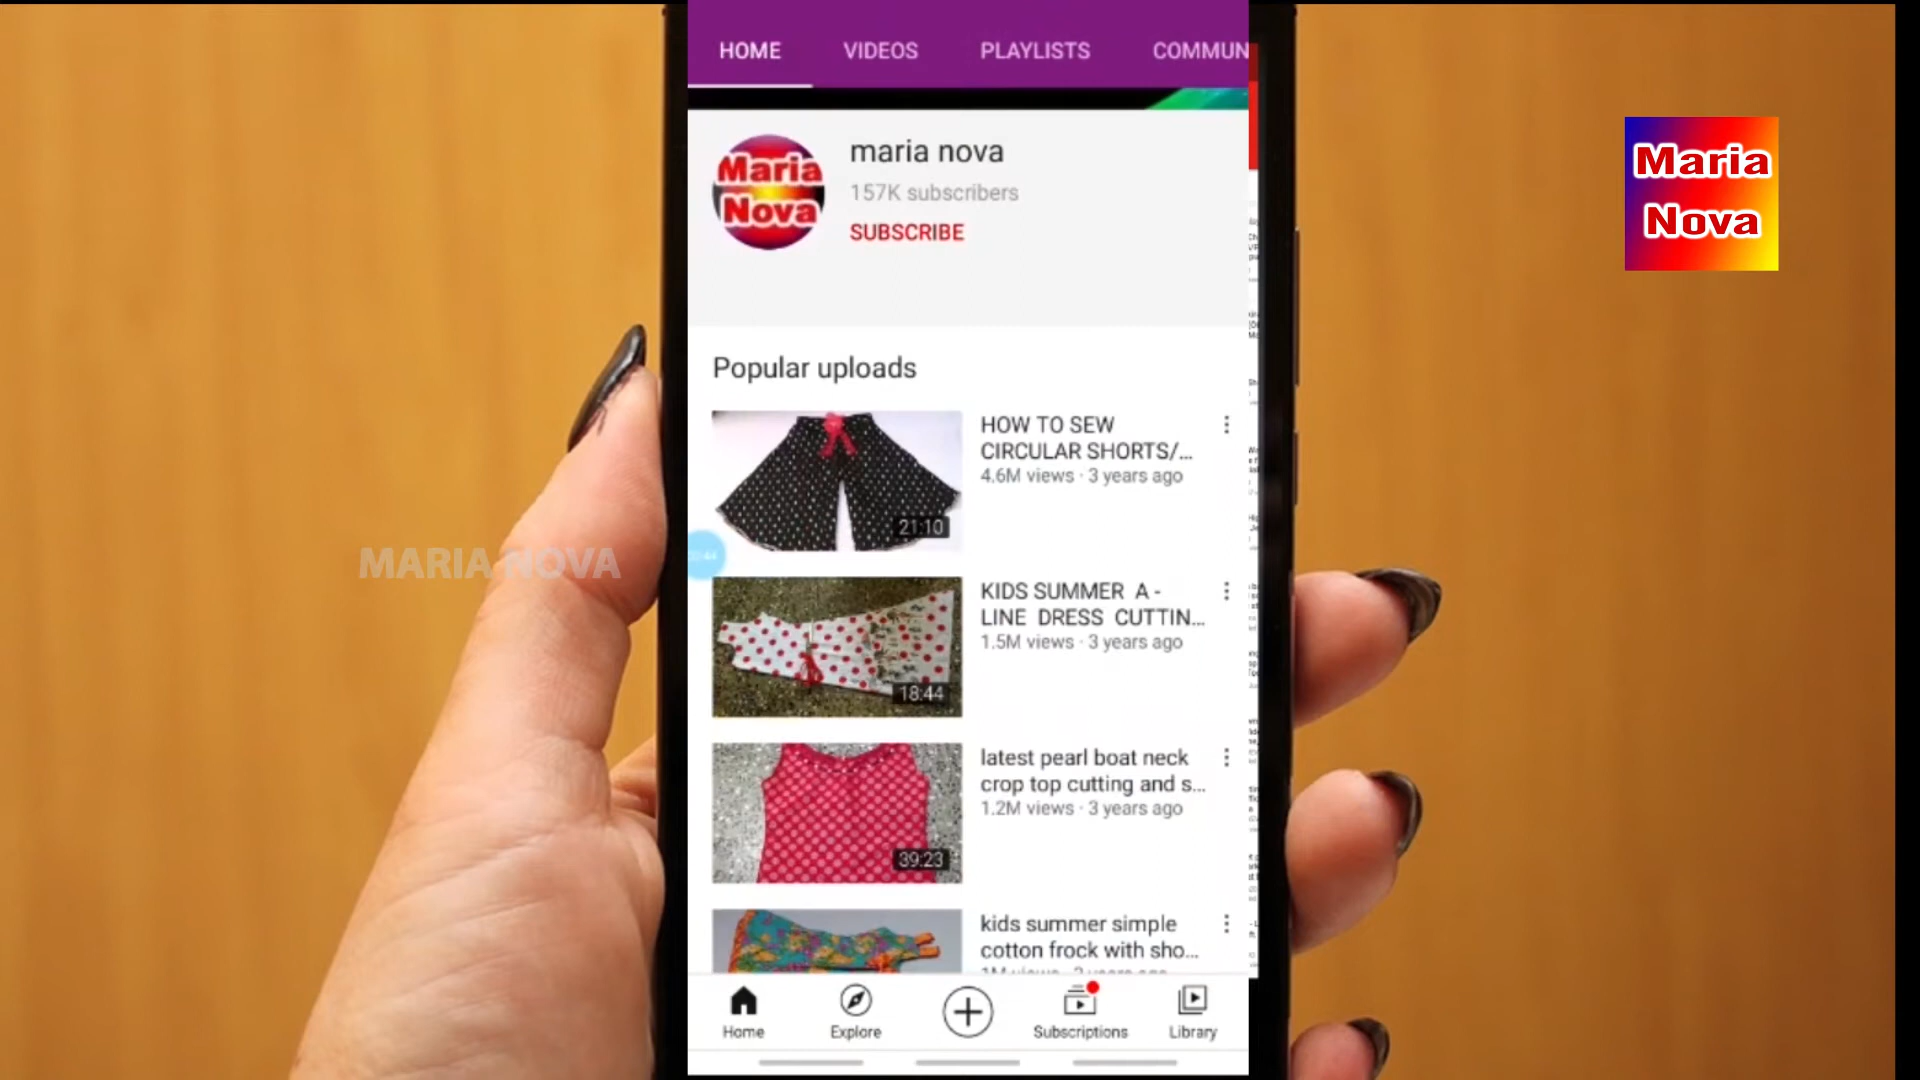 HOME VIDEOS PLAYLISTS COMMUN
maria nova
157K subscribers
SUBSCRIBE
Maria
Nova
Maria
Nova
Popular uploads
HOW TO SEW
CIRCULAR SHORTS/...
4.6M views · 3 years ago
21:10
MARIA NOVA
KIDS SUMMER A -
LINE DRESS CUTTIN...
1.5M views · 3 years ago
18:44
latest pearl boat neck
crop top cutting and s...
1.2M views · 3 years ago
39:23
kids summer simple
cotton frock with sho...
1M views
Home Explore Subscriptions Library